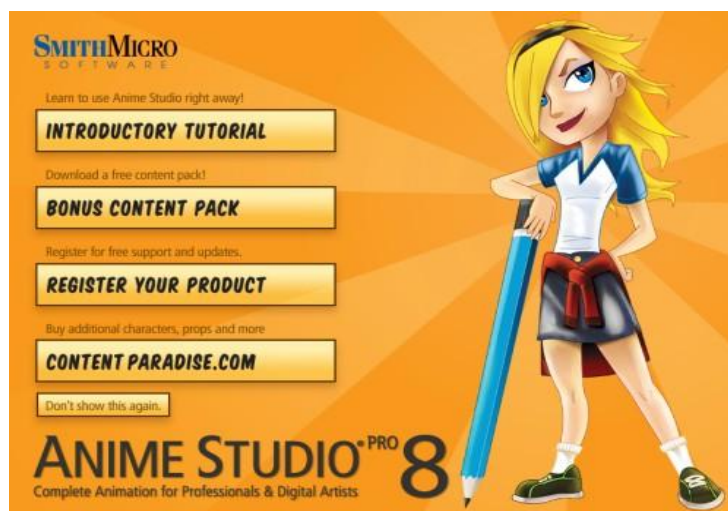 SMITHMICRO
SOFTWARE
Learn to use Anime Studio right away!
INTRODUCTORY TUTORIAL
Download a free content pack!
BONUS CONTENT PACK
Register for free support and updates.
REGISTER YOUR PRODUCT
Buy additional characters, props and more
CONTENT PARADISE.COM
Don't show this again.
ANIME STUDIO® PRO 8
Complete Animation for Professionals & Digital Artists